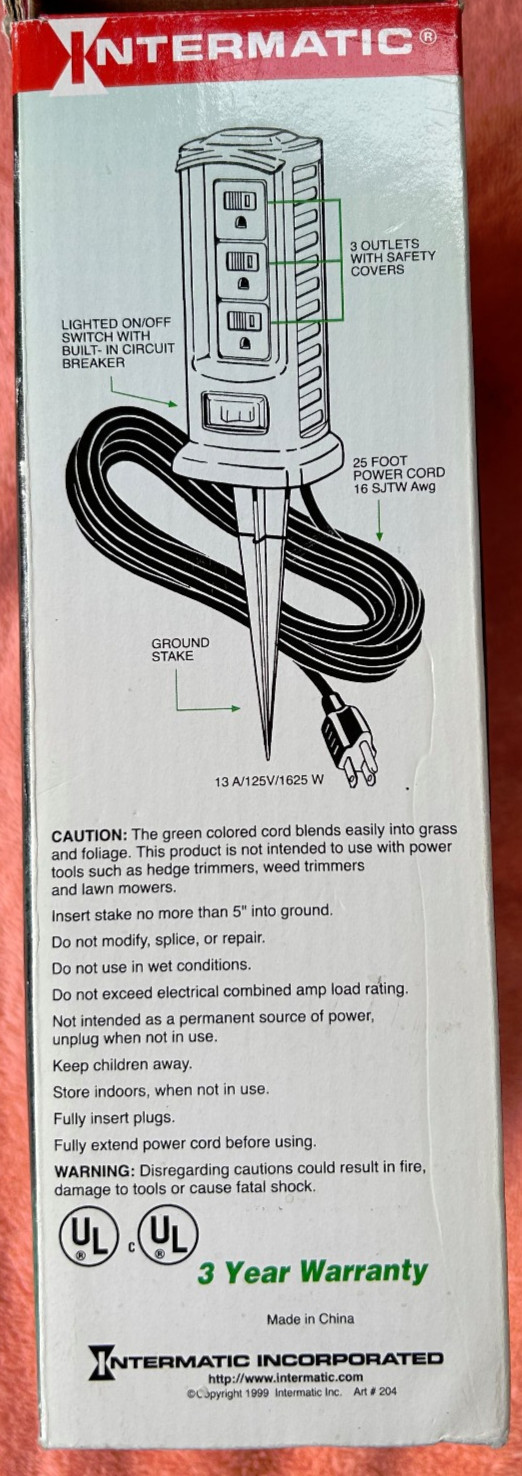 INTERMATIC®
3 OUTLETS
WITH SAFETY
COVERS
LIGHTED ON/OFF
SWITCH WITH
BUILT- IN CIRCUIT
BREAKER
25 FOOT
POWER CORD
16 SJTW Awg
GROUND
STAKE
13 A/125V/1625 W
CAUTION: The green colored cord blends easily into grass
and foliage. This product is not intended to use with power
tools such as hedge trimmers, weed trimmers
and lawn mowers.
Insert stake no more than 5" into ground.
Do not modify, splice, or repair.
Do not use in wet conditions.
Do not exceed electrical combined amp load rating.
Not intended as a permanent source of power,
unplug when not in use.
Keep children away.
Store indoors, when not in use.
Fully insert plugs.
Fully extend power cord before using.
WARNING: Disregarding cautions could result in fire,
damage to tools or cause fatal shock.
UL® c UL®
3 Year Warranty
Made in China
INTERMATIC INCORPORATED
http://www.intermatic.com
©Copyright 1999 Intermatic Inc. Art # 204